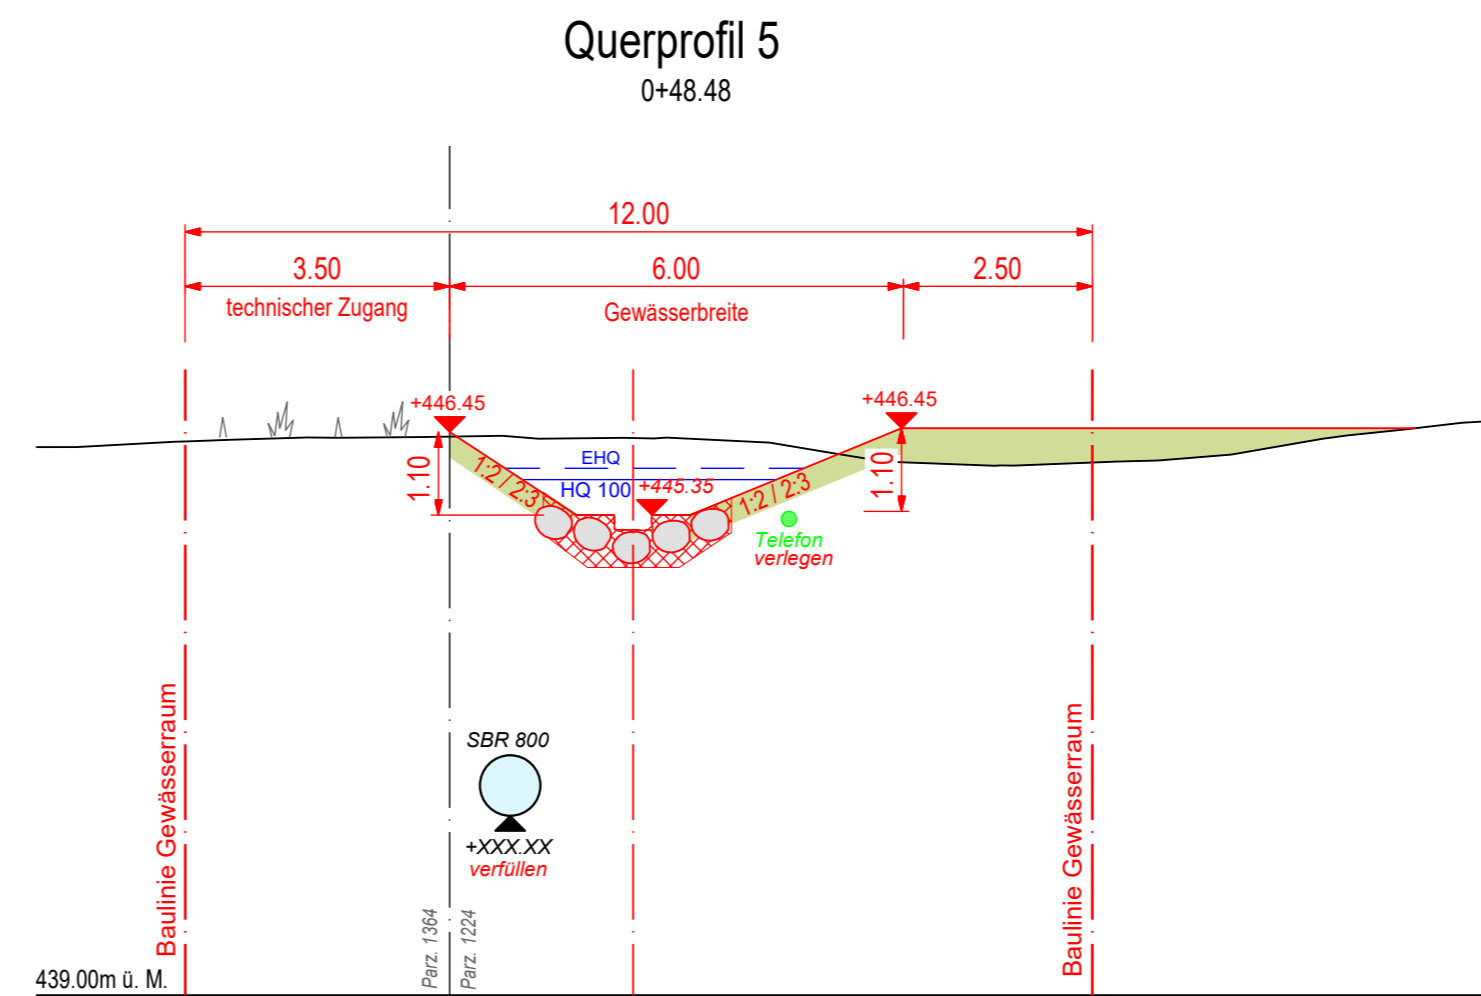 Querprofil 5
0+48.48
12.00
3.50
6.00
2.50
technischer Zugang
Gewässerbreite
+446.45
+446.45
1.10
1:2 / 2:3
EHQ
HQ 100
+445.35
1:2 / 2:3
1.10
Telefon
verlegen
SBR 800
+XXX.XX
verfüllen
Baulinie Gewässerraum
Parz. 1364
Parz. 1224
Baulinie Gewässerraum
439.00m ü. M.